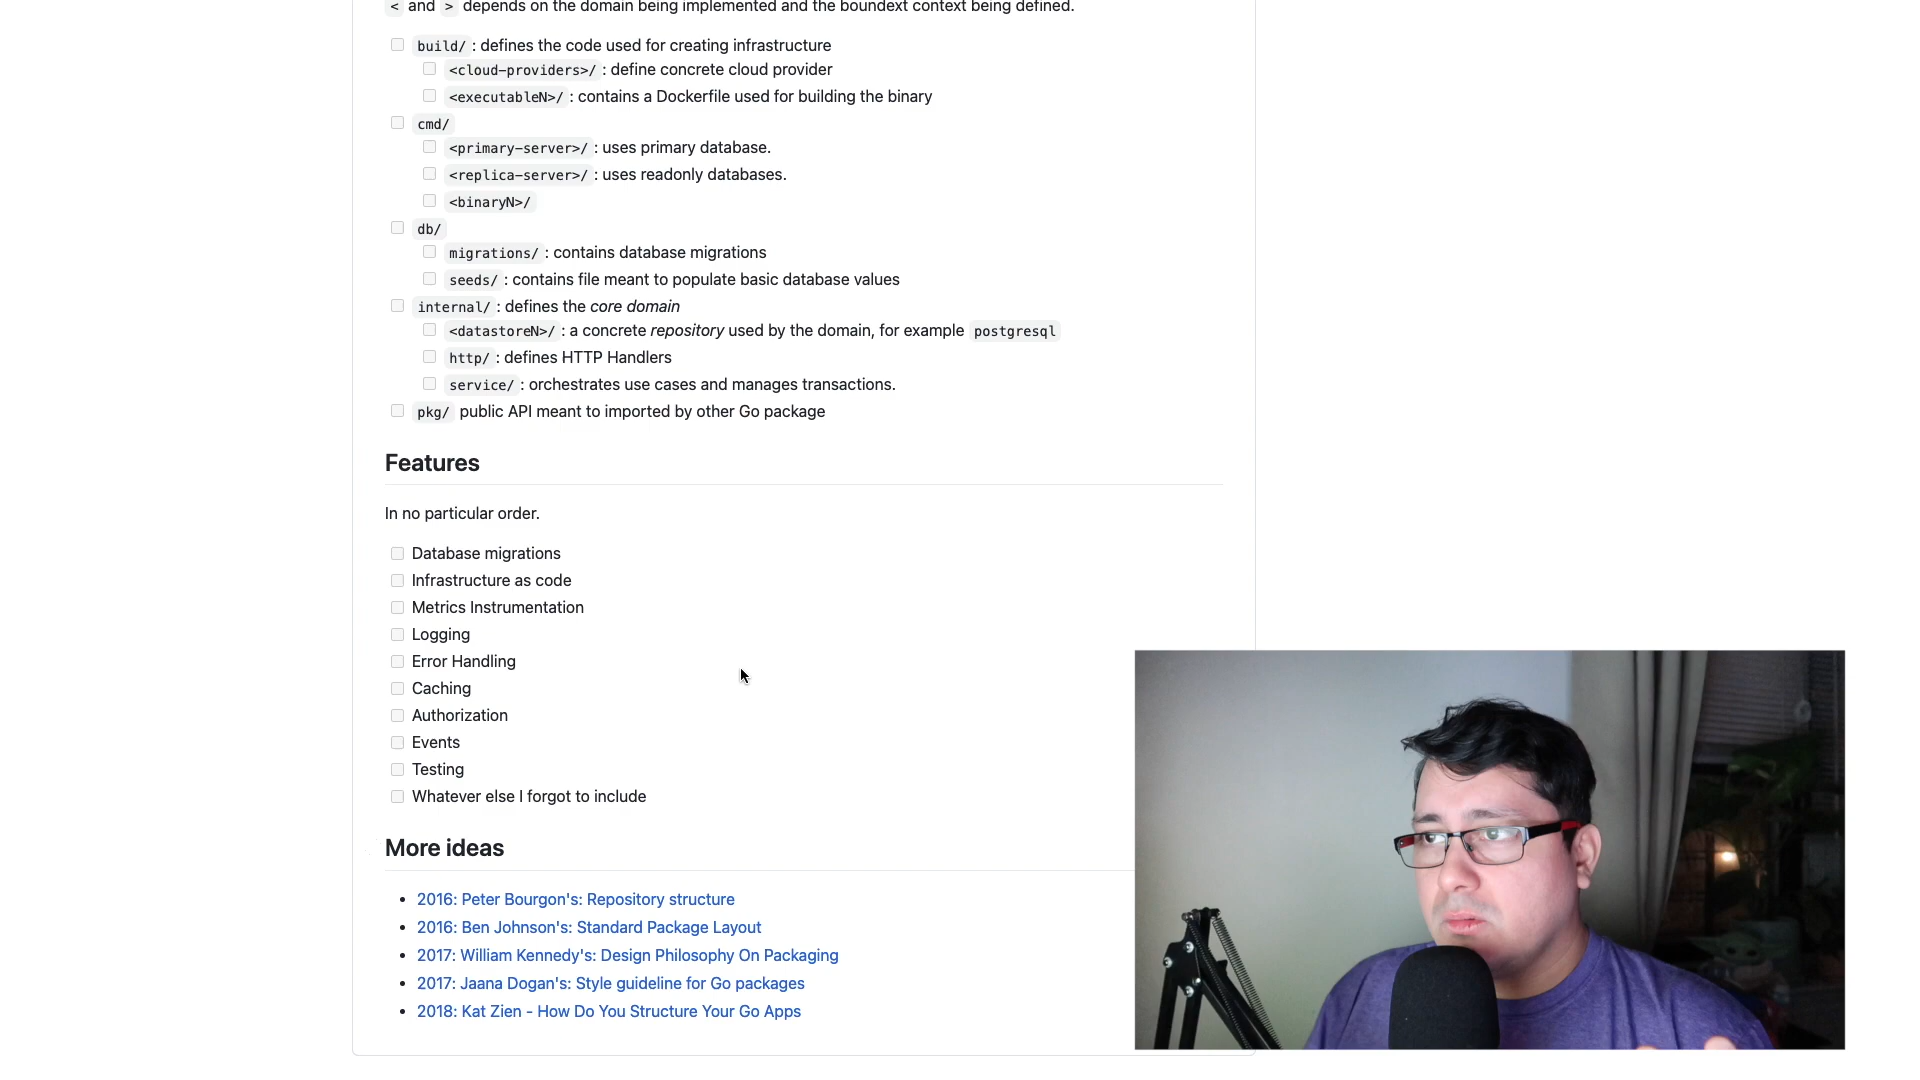 < and > depends on the domain being implemented and the boundext context being defined.
build/ : defines the code used for creating infrastructure
<cloud-providers>/ : define concrete cloud provider
<executableN>/ : contains a Dockerfile used for building the binary
cmd/
<primary-server>/ : uses primary database.
<replica-server>/ : uses readonly databases.
<binaryN>/
db/
migrations/ : contains database migrations
seeds/ : contains file meant to populate basic database values
internal/ : defines the core domain
<datastoreN>/ : a concrete repository used by the domain, for example postgresql
http/ : defines HTTP Handlers
service/ : orchestrates use cases and manages transactions.
pkg/ public API meant to imported by other Go package
Features
In no particular order.
Database migrations
Infrastructure as code
Metrics Instrumentation
Logging
Error Handling
Caching
Authorization
Events
Testing
Whatever else I forgot to include
More ideas
2016: Peter Bourgon's: Repository structure
2016: Ben Johnson's: Standard Package Layout
2017: William Kennedy's: Design Philosophy On Packaging
2017: Jaana Dogan's: Style guideline for Go packages
2018: Kat Zien - How Do You Structure Your Go Apps